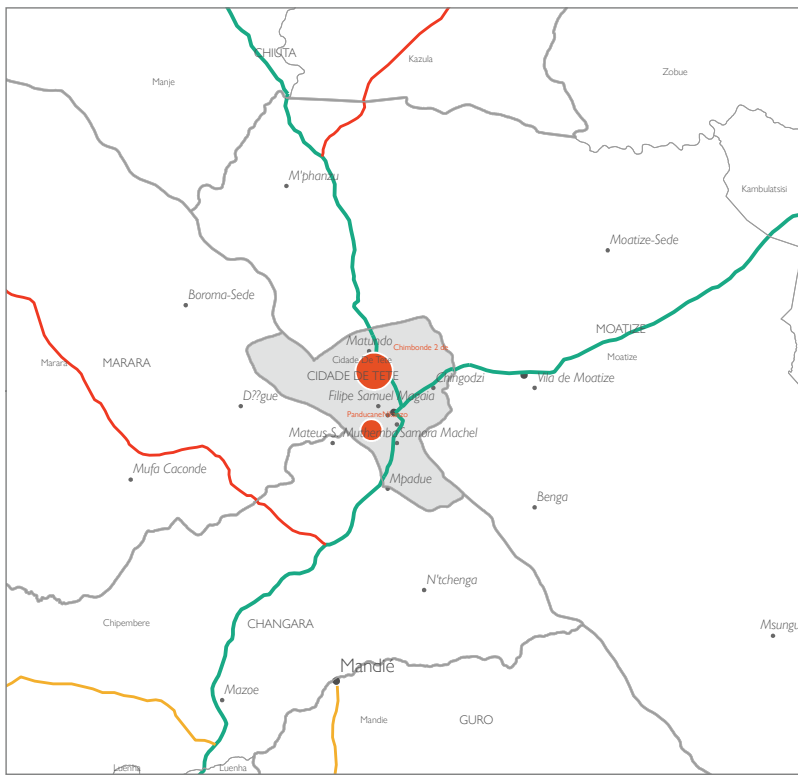 CHIUTA
Kazula
Manje
Zobue
M'phanzu
Kambulatsisi
Moatize-Sede
Boroma-Sede
MOATIZE
Matundo
Chimbonde 2 de
Moatize
Cidade De Tete
Marara
MARARA
CIDADE DE TETE
Chingodzi
Vila de Moatize
D??gue
Filipe Samuel Magaia
Mateus S. Muthemba
Samora Machel
Mufa Caconde
Mpadue
Benga
N'tchenga
Chipembere
CHANGARA
Msungu
Mandié
Mazoe
Mandie
GURO
Luenha
Luenha